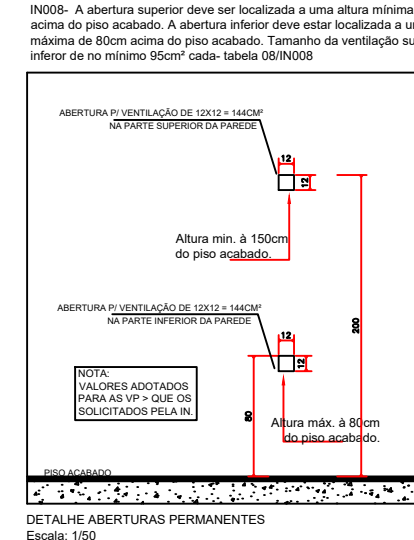 IN008- A abertura superior deve ser localizada a uma altura mínima
acima do piso acabado. A abertura inferior deve estar localizada a
máxima de 80cm acima do piso acabado. Tamanho da ventilação
inferor de no mínimo 95cm² cada- tabela 08/IN008
ABERTURA P/ VENTILAÇÃO DE 12X12 = 144CM²
NA PARTE SUPERIOR DA PAREDE
12
12
Altura min. à 150cm
do piso acabado.
200
ABERTURA P/ VENTILAÇÃO DE 12X12 = 144CM²
NA PARTE INFERIOR DA PAREDE
12
12
NOTA:
VALORES ADOTADOS
PARA AS VP > QUE OS
SOLICITADOS PELA IN.
80
Altura máx. à 80cm
do piso acabado.
PISO ACABADO
DETALHE ABERTURAS PERMANENTES
Escala: 1/50